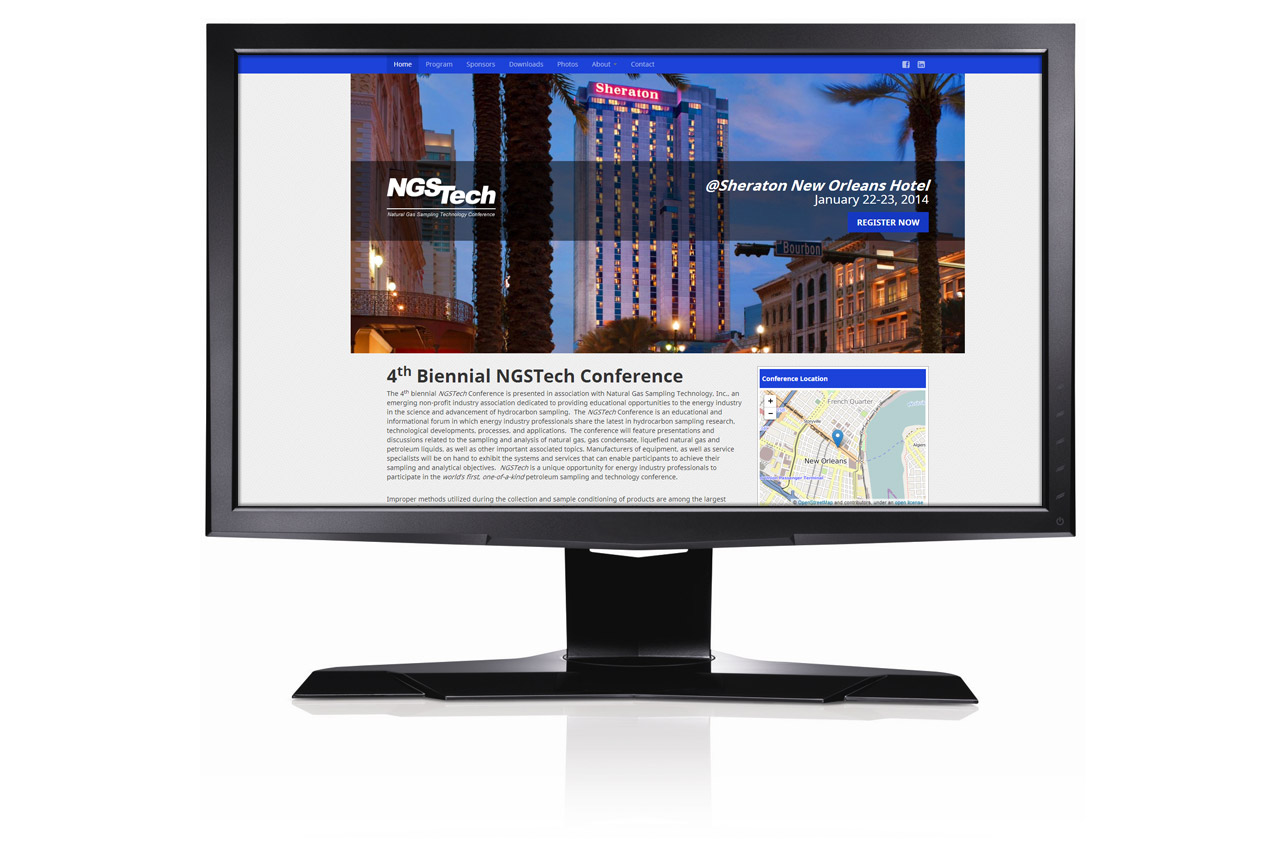 Home Program Sponsors Downloads Photos About Contact
Sheraton
NGSTech
Natural Gas Sampling Technology Conference
@Sheraton New Orleans Hotel
January 22-23, 2014
REGISTER NOW
Bourbon
4th Biennial NGSTech Conference
The 4th biennial NGSTech Conference is presented in association with Natural Gas Sampling Technology, Inc., an
emerging non-profit industry association dedicated to providing educational opportunities to the energy industry
in the science and advancement of hydrocarbon sampling. The NGSTech Conference is an educational and
informational forum in which energy industry professionals share the latest in hydrocarbon sampling research,
technological developments, processes, and applications. The conference will feature presentations and
discussions related to the sampling and analysis of natural gas, gas condensate, liquefied natural gas and
petroleum liquids, as well as other important associated topics. Manufacturers of equipment, as well as service
specialists will be on hand to exhibit the systems and services that can enable participants to achieve their
sampling and analytical objectives. NGSTech is a unique opportunity for energy industry professionals to
participate in the world's first, one-of-a-kind petroleum sampling and technology conference.
Improper methods utilized during the collection and sample conditioning of products are among the largest
Conference Location
+
−
French Quarter
Storyville
Algiers
New Orleans
Passenger Terminal
© OpenStreetMap and contributors, under an open license